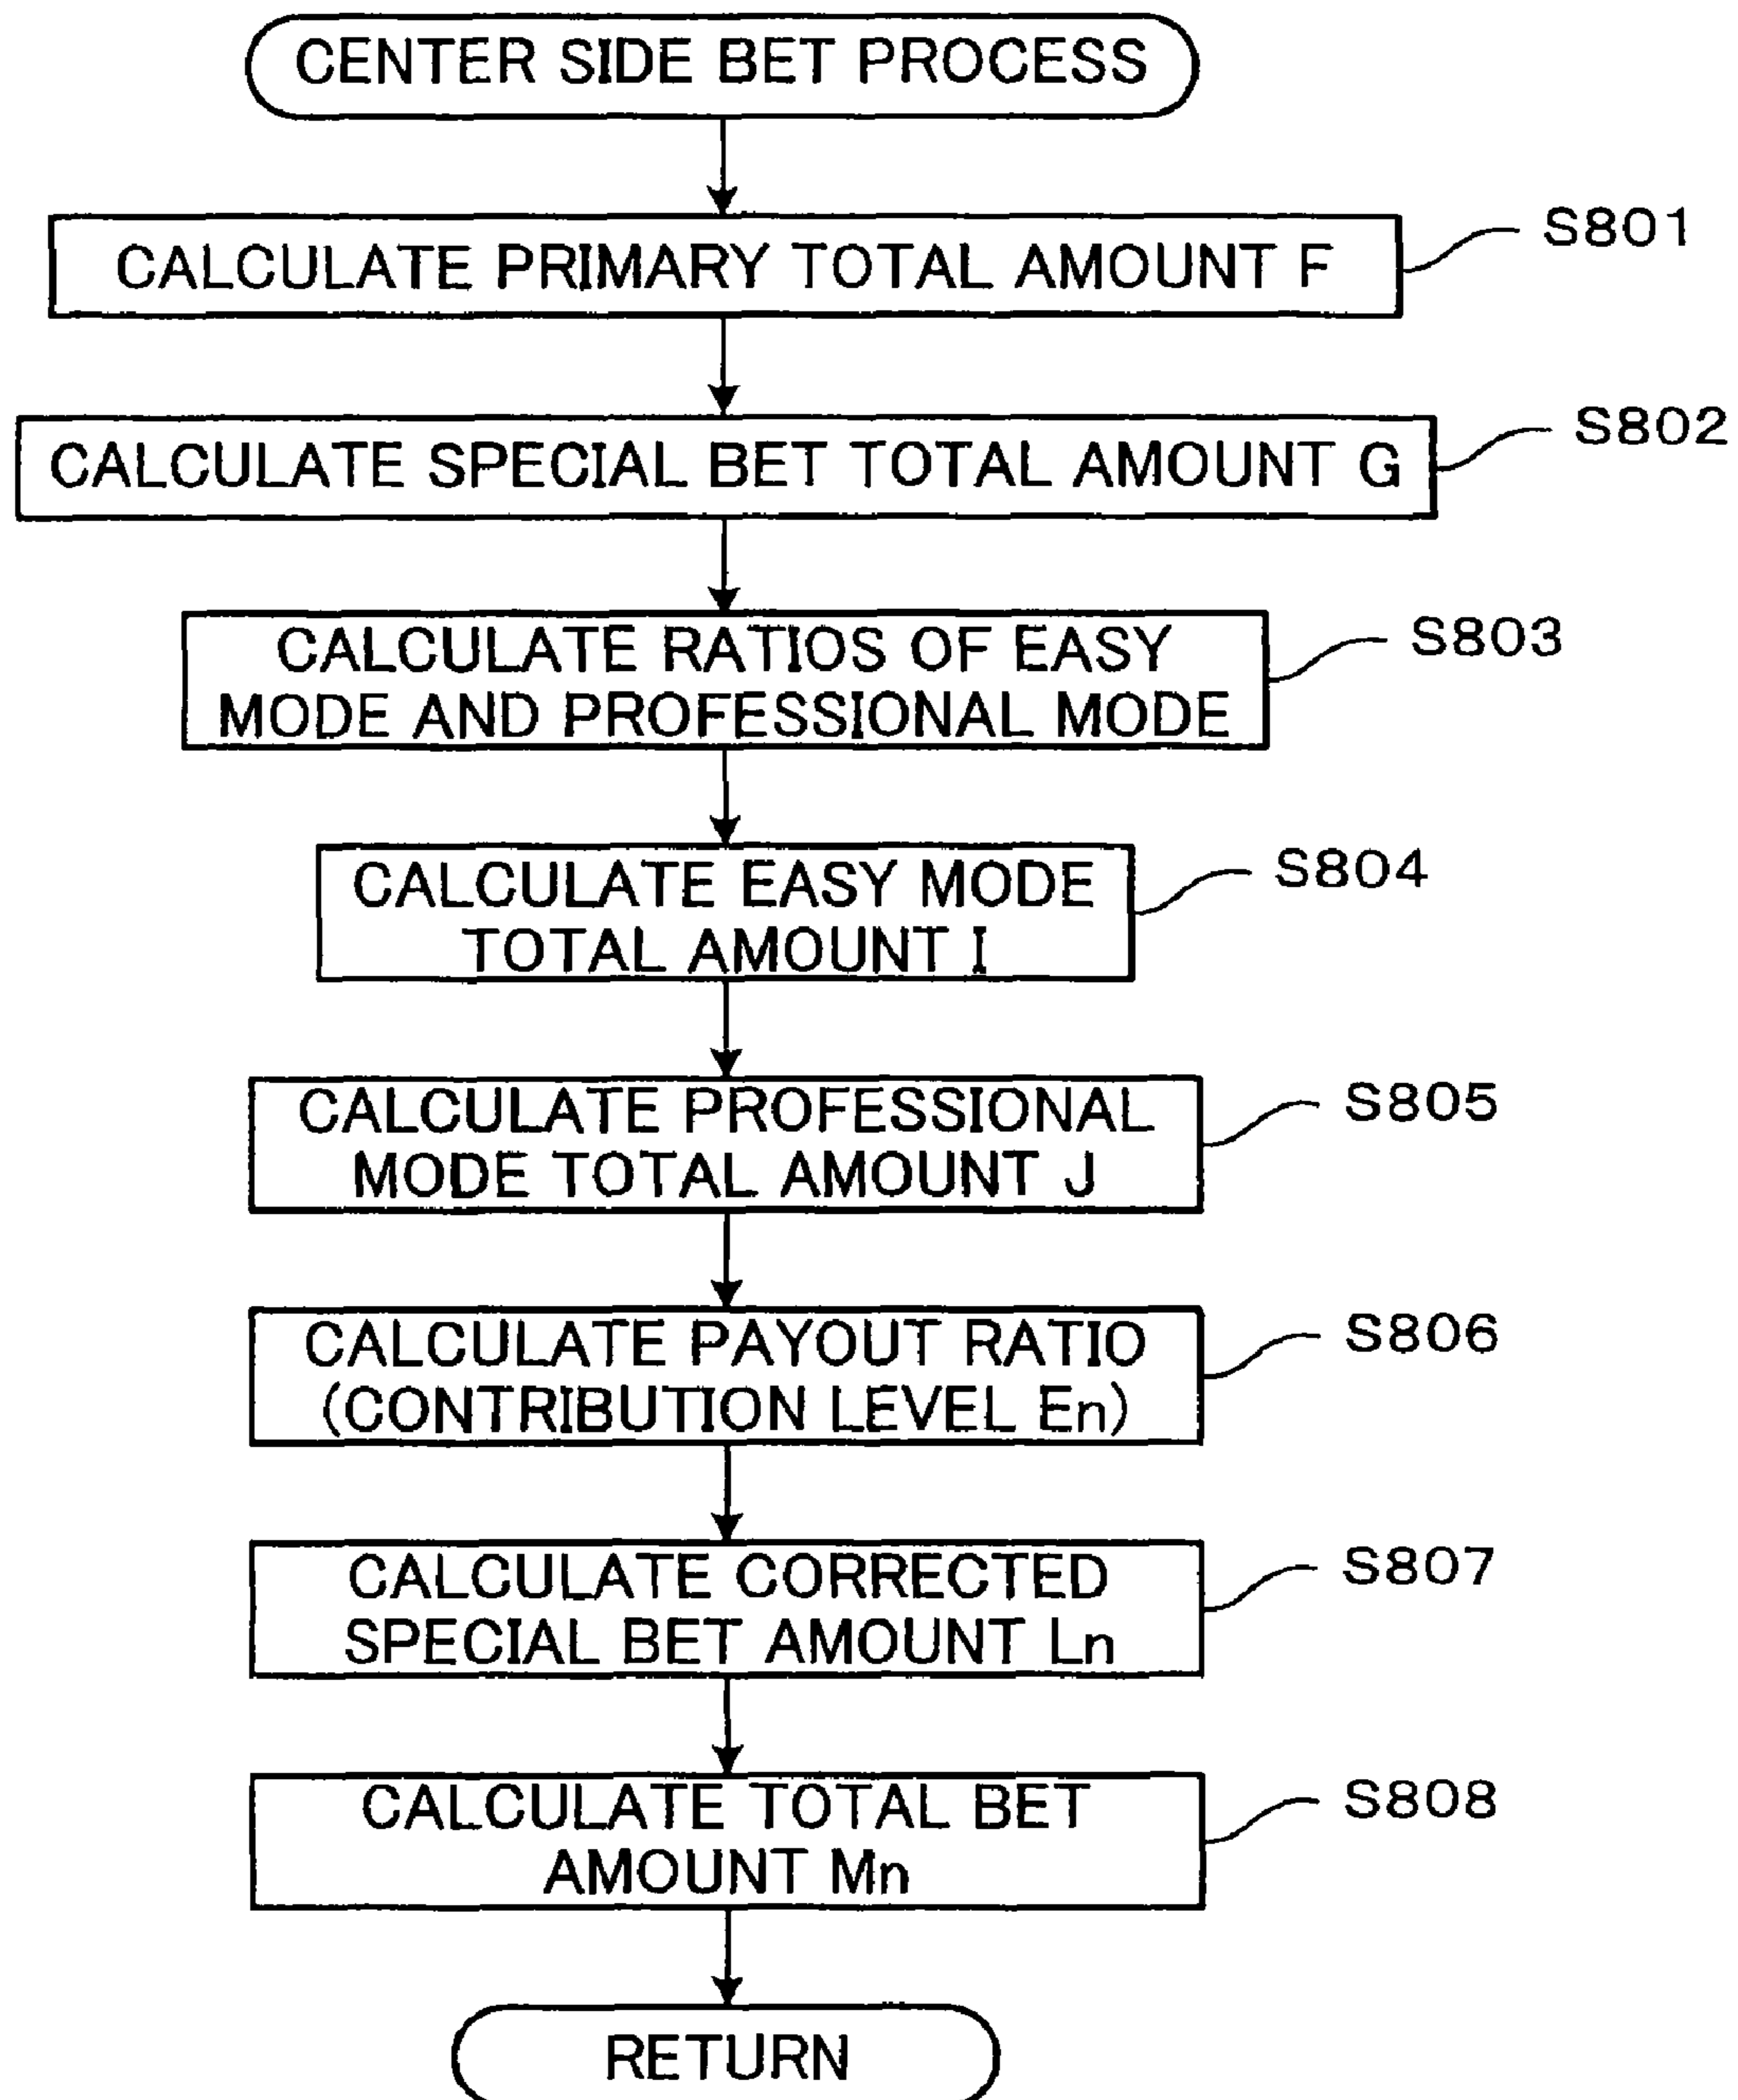 CENTER SIDE BET PROCESS
CALCULATE PRIMARY TOTAL AMOUNT F
S801
CALCULATE SPECIAL BET TOTAL AMOUNT G
S802
CALCULATE RATIOS OF EASY
MODE AND PROFESSIONAL MODE
S803
CALCULATE EASY MODE
TOTAL AMOUNT I
S804
CALCULATE PROFESSIONAL
MODE TOTAL AMOUNT J
S805
CALCULATE PAYOUT RATIO
(CONTRIBUTION LEVEL En)
S806
CALCULATE CORRECTED
SPECIAL BET AMOUNT Ln
S807
CALCULATE TOTAL BET
AMOUNT Mn
S808
RETURN